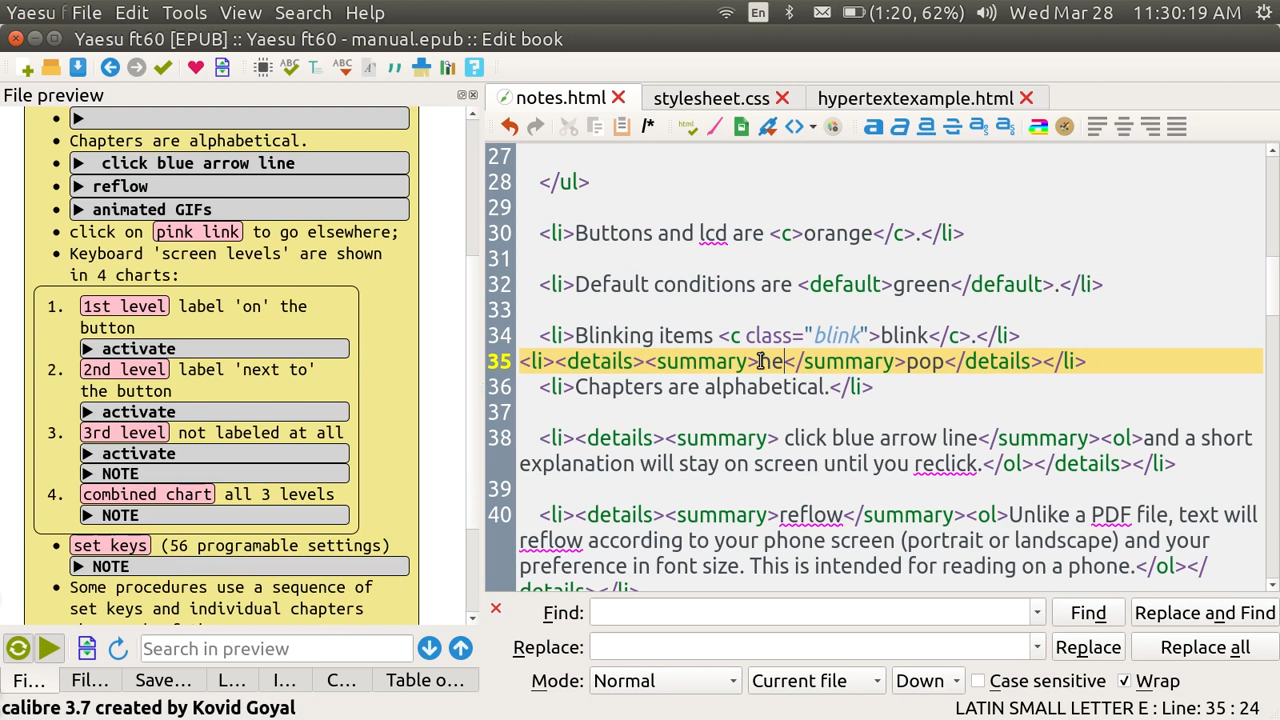 Yaesu f Edit Tools View Search Help En (1:20, 62%) Wed Mar 28 11:30:19 AM
Yaesu ft60 [EPUB] :: Yaesu ft60 - manual.epub :: Edit book
File preview
Chapters are alphabetical.
click blue arrow line
reflow
animated GIFs
click on pink link to go elsewhere;
Keyboard 'screen levels' are shown
in 4 charts:
1. 1st level label 'on' the
button
activate
2. 2nd level label 'next to'
the button
activate
3. 3rd level not labeled at all
activate
NOTE
4. combined chart all 3 levels
NOTE
set keys (56 programable settings)
NOTE
Some procedures use a sequence of
set keys and individual chapters
Search in preview
Fi... Fil... Save... L... I... C... Table o...
calibre 3.7 created by Kovid Goyal
notes.html stylesheet.css hypertextexample.html
27
28 </ul>
29
30 <li>Buttons and lcd are <c>orange</c>.</li>
31
32 <li>Default conditions are <default>green</default>.</li>
33
34 <li>Blinking items <c class="blink">blink</c>.</li>
35 <li><details><summary>he</summary>pop</details></li>
36 <li>Chapters are alphabetical.</li>
37
38 <li><details><summary> click blue arrow line</summary><ol>and a short
explanation will stay on screen until you reclick.</ol></details></li>
39
40 <li><details><summary>reflow</summary><ol>Unlike a PDF file, text will
reflow according to your phone screen (portrait or landscape) and your
preference in font size. This is intended for reading on a phone.</ol></
details></li>
Find: Find Replace and Find
Replace: Replace Replace all
Mode: Normal Current file Down Case sensitive Wrap
LATIN SMALL LETTER E : Line: 35 : 24